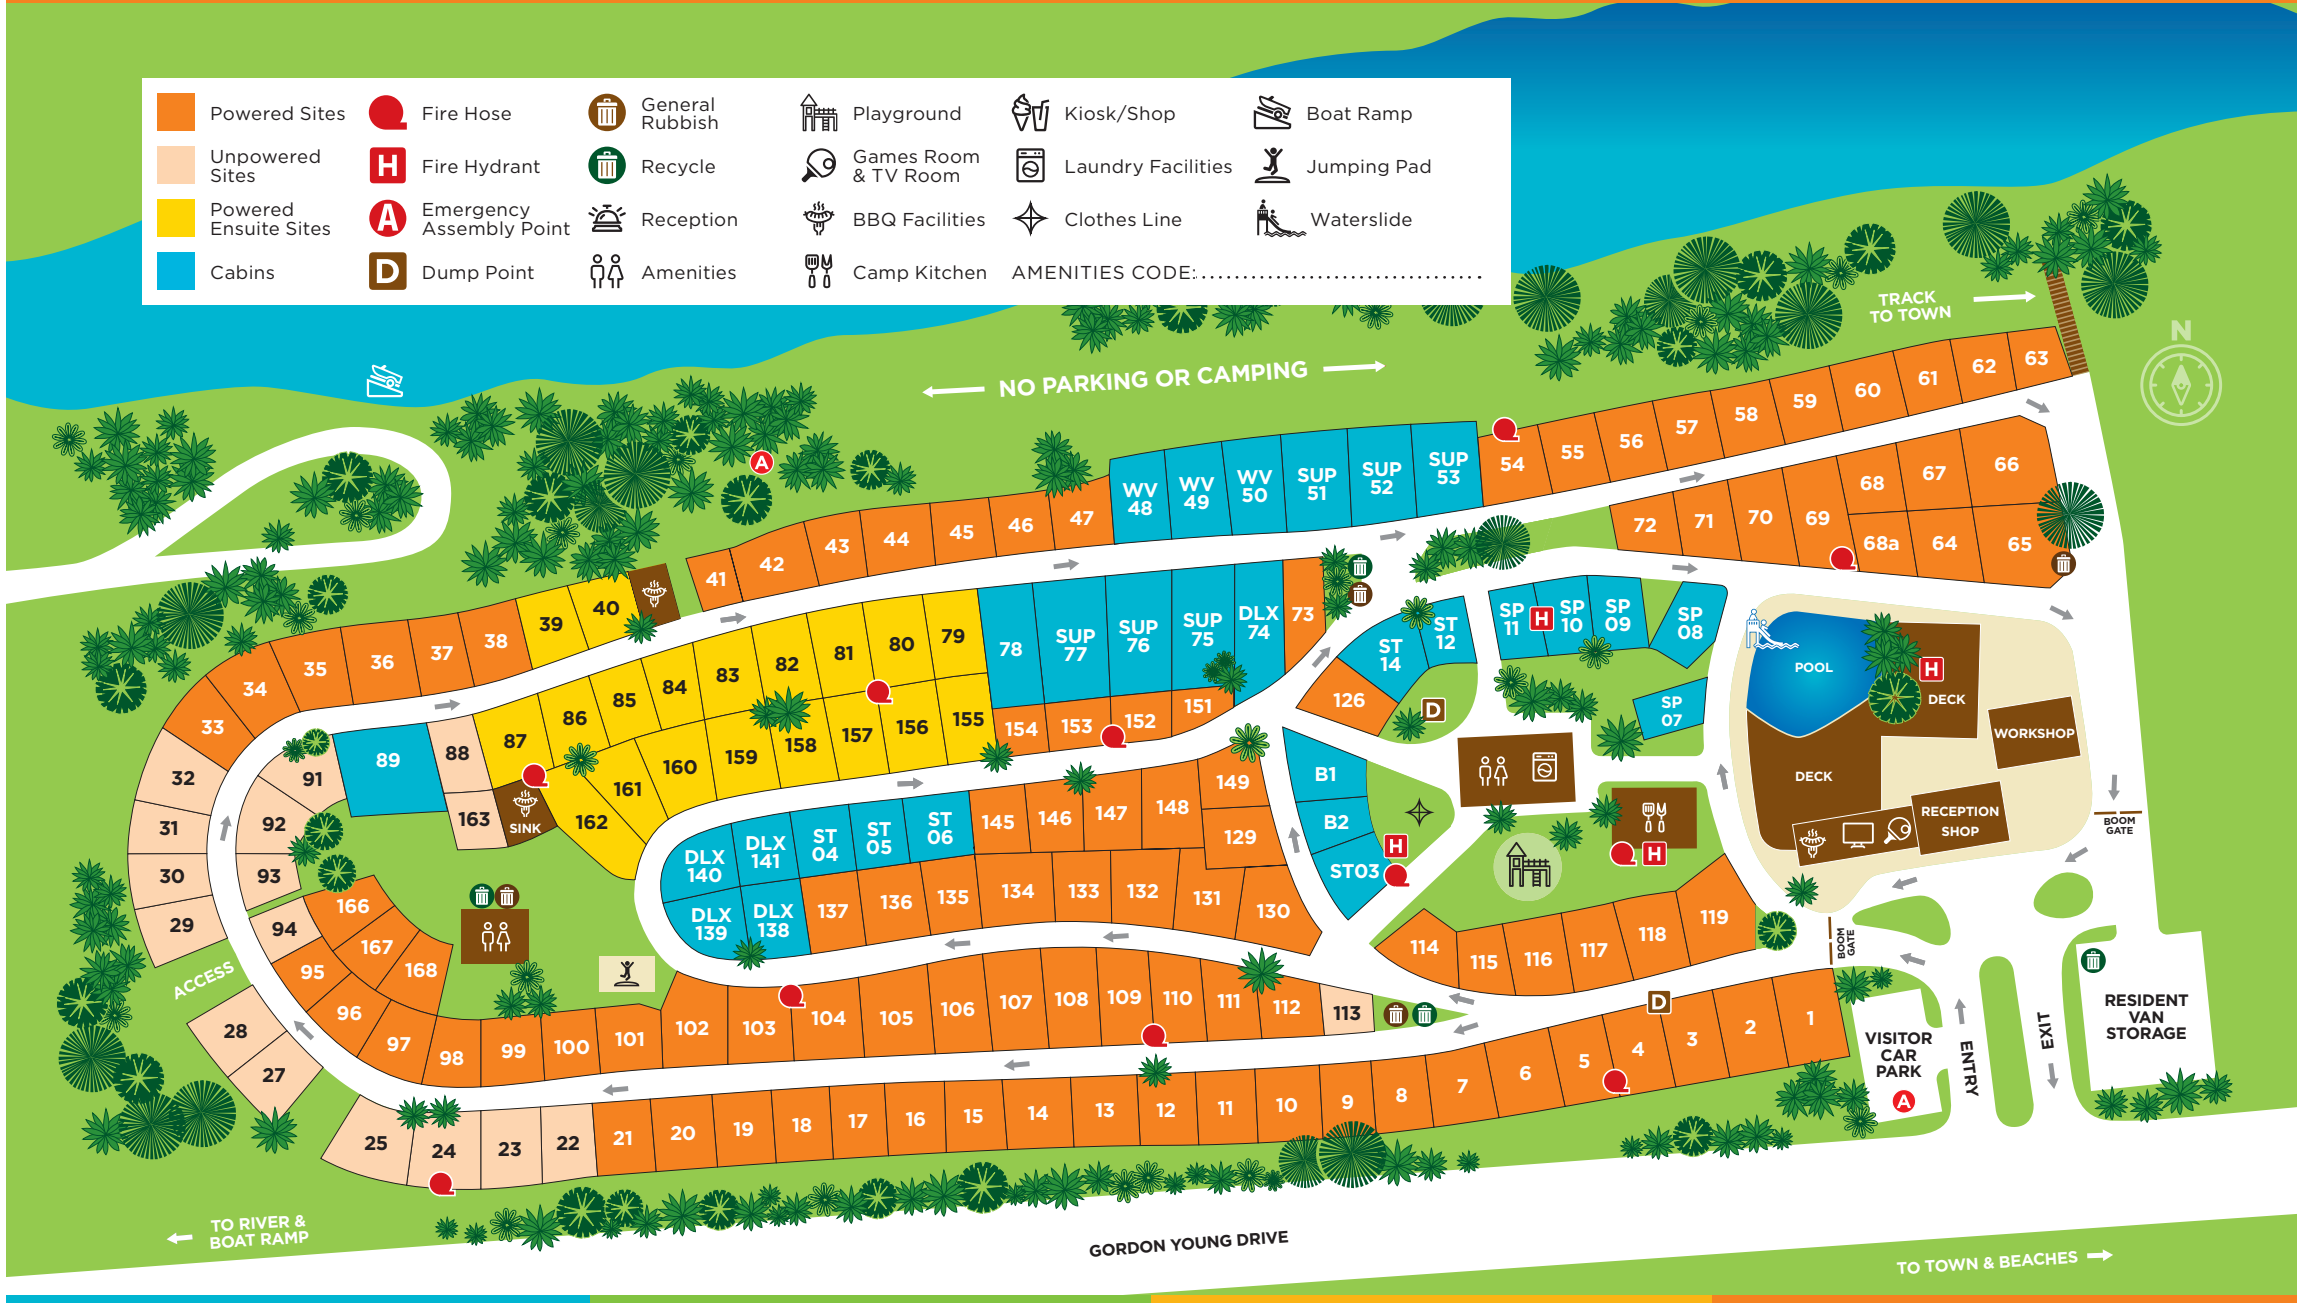 Powered Sites
Unpowered
Sites
Powered
Ensuite Sites
Cabins
Fire Hose
H
Fire Hydrant
A
Emergency
Assembly Point
D
Dump Point
General
Rubbish
Recycle
Reception
Amenities
Playground
Games Room
& TV Room
BBQ Facilities
Camp Kitchen
Kiosk/Shop
Laundry Facilities
Clothes Line
AMENITIES CODE:..................................
Boat Ramp
Jumping Pad
Waterslide
TRACK
TO TOWN
N
NO PARKING OR CAMPING
A
63
62
61
60
59
58
57
56
55
54
SUP
53
SUP
52
SUP
51
WV
50
WV
49
WV
48
47
46
45
44
43
42
41
40
39
38
37
36
35
34
33
32
31
30
29
ACCESS
28
27
25
24
23
22
21
20
19
18
17
16
15
14
13
12
11
10
9
8
7
6
5
4
3
2
1
D
66
67
68
69
70
71
72
68a
64
65
73
DLX
74
SUP
75
SUP
76
SUP
77
78
79
80
81
82
83
84
85
86
87
88
89
91
92
93
94
95
96
97
98
99
100
101
102
103
104
105
106
107
108
109
110
111
112
113
166
167
168
163
SINK
162
161
160
159
158
157
156
155
154
153
152
151
149
148
147
146
145
ST
06
ST
05
ST
04
DLX
141
DLX
140
DLX
139
DLX
138
137
136
135
134
133
132
131
130
129
126
ST
14
ST
12
SP
11
H
SP
10
SP
09
SP
08
SP
07
D
B1
B2
ST03
H
H
114
115
116
117
118
119
POOL
H
DECK
DECK
WORKSHOP
RECEPTION
SHOP
BOOM
GATE
BOOM
GATE
VISITOR
CAR
PARK
A
ENTRY
EXIT
RESIDENT
VAN
STORAGE
TO RIVER &
BOAT RAMP
GORDON YOUNG DRIVE
TO TOWN & BEACHES